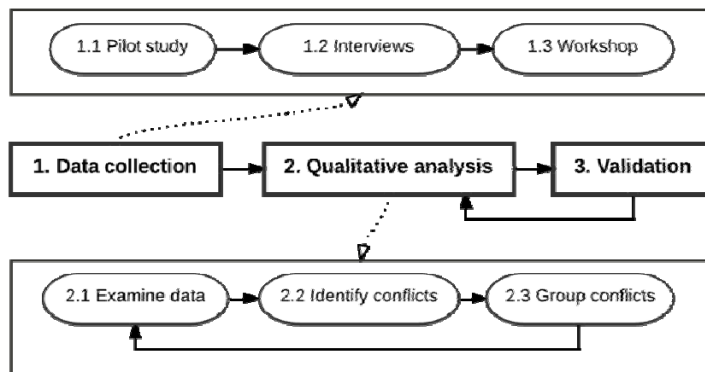 1.1 Pilot study
1.2 Interviews
1.3 Workshop
1. Data collection
2. Qualitative analysis
3. Validation
2.1 Examine data
2.2 Identify conflicts
2.3 Group conflicts